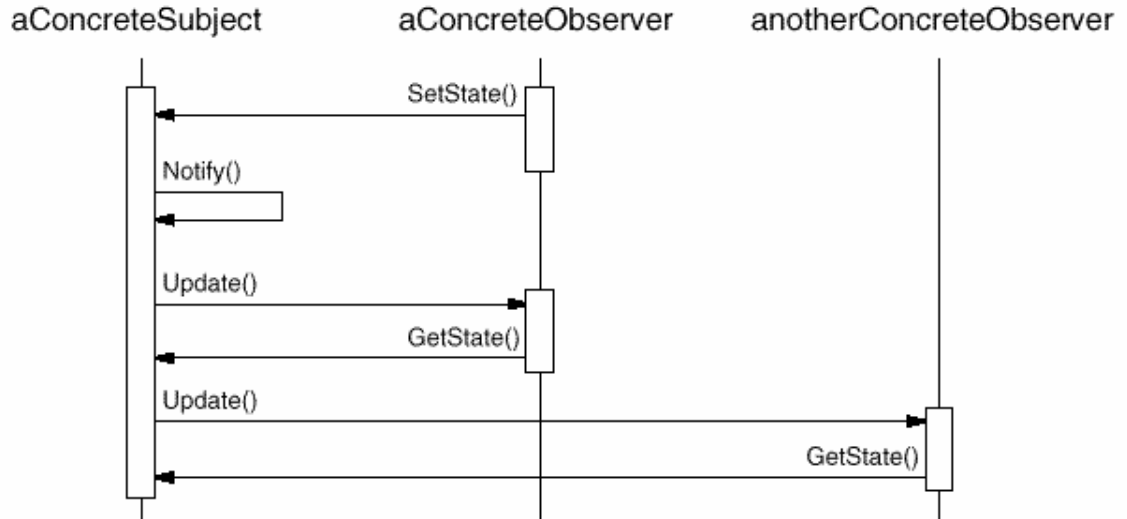 aConcreteSubject aConcreteObserver anotherConcreteObserver
SetState()
Notify()
Update()
GetState()
Update()
GetState()